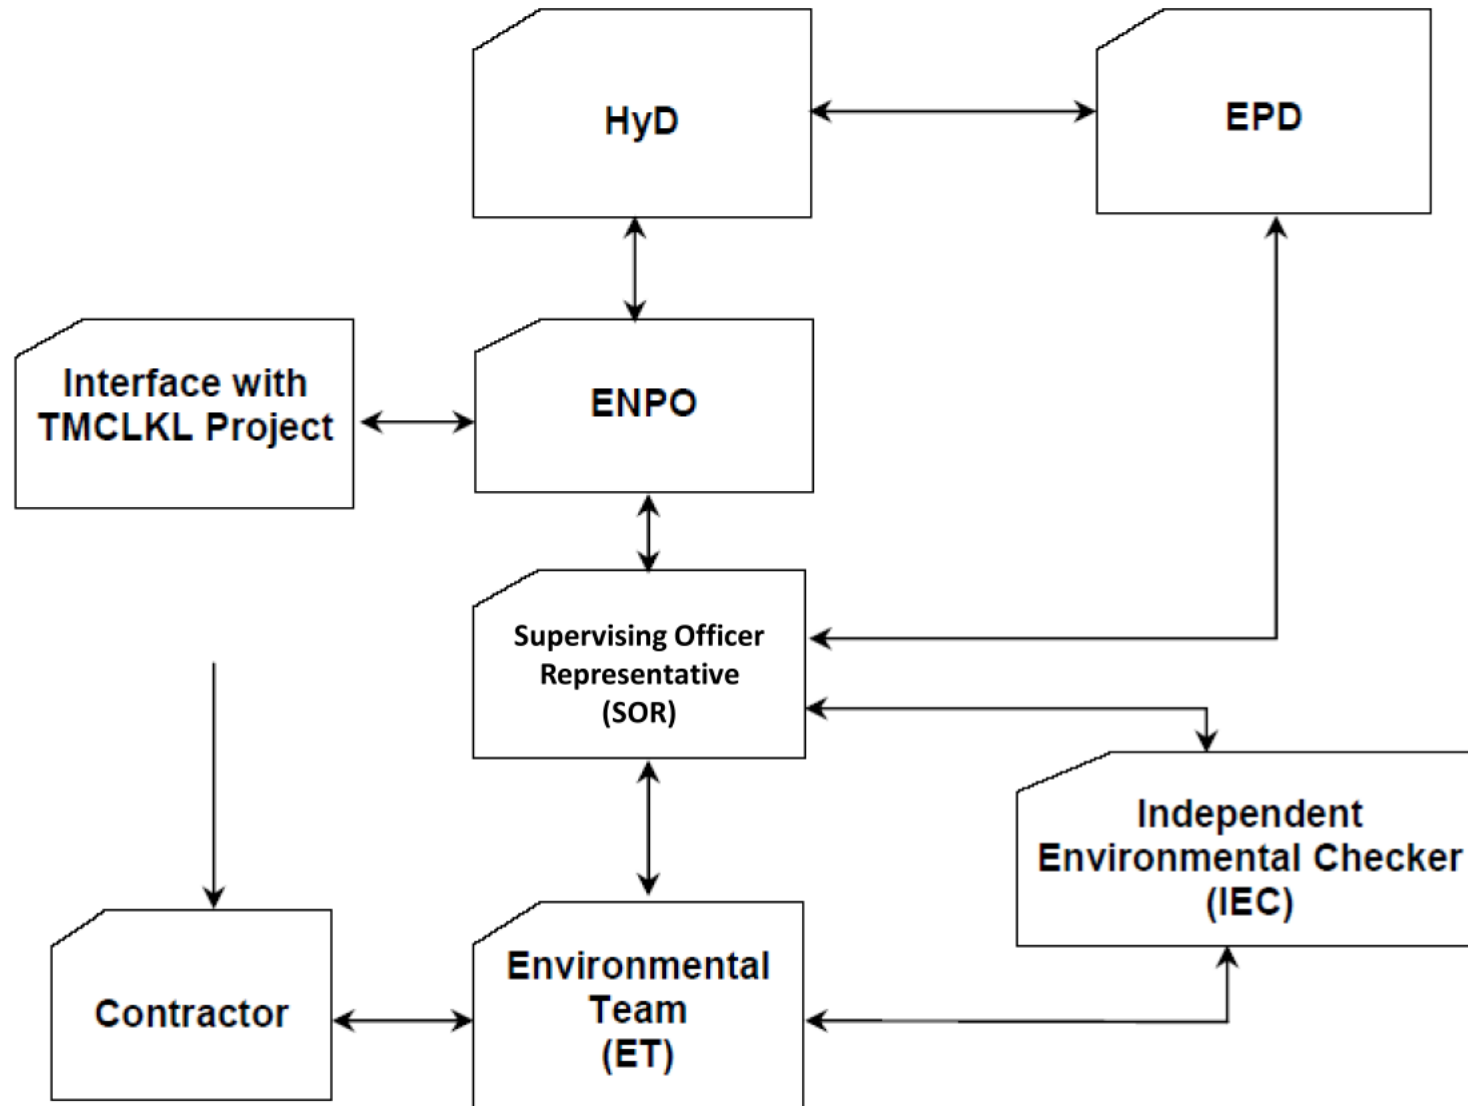 HyD
EPD
Interface with
TMCLKL Project
ENPO
Supervising Officer
Representative
(SOR)
Independent
Environmental Checker
(IEC)
Contractor
Environmental
Team
(ET)